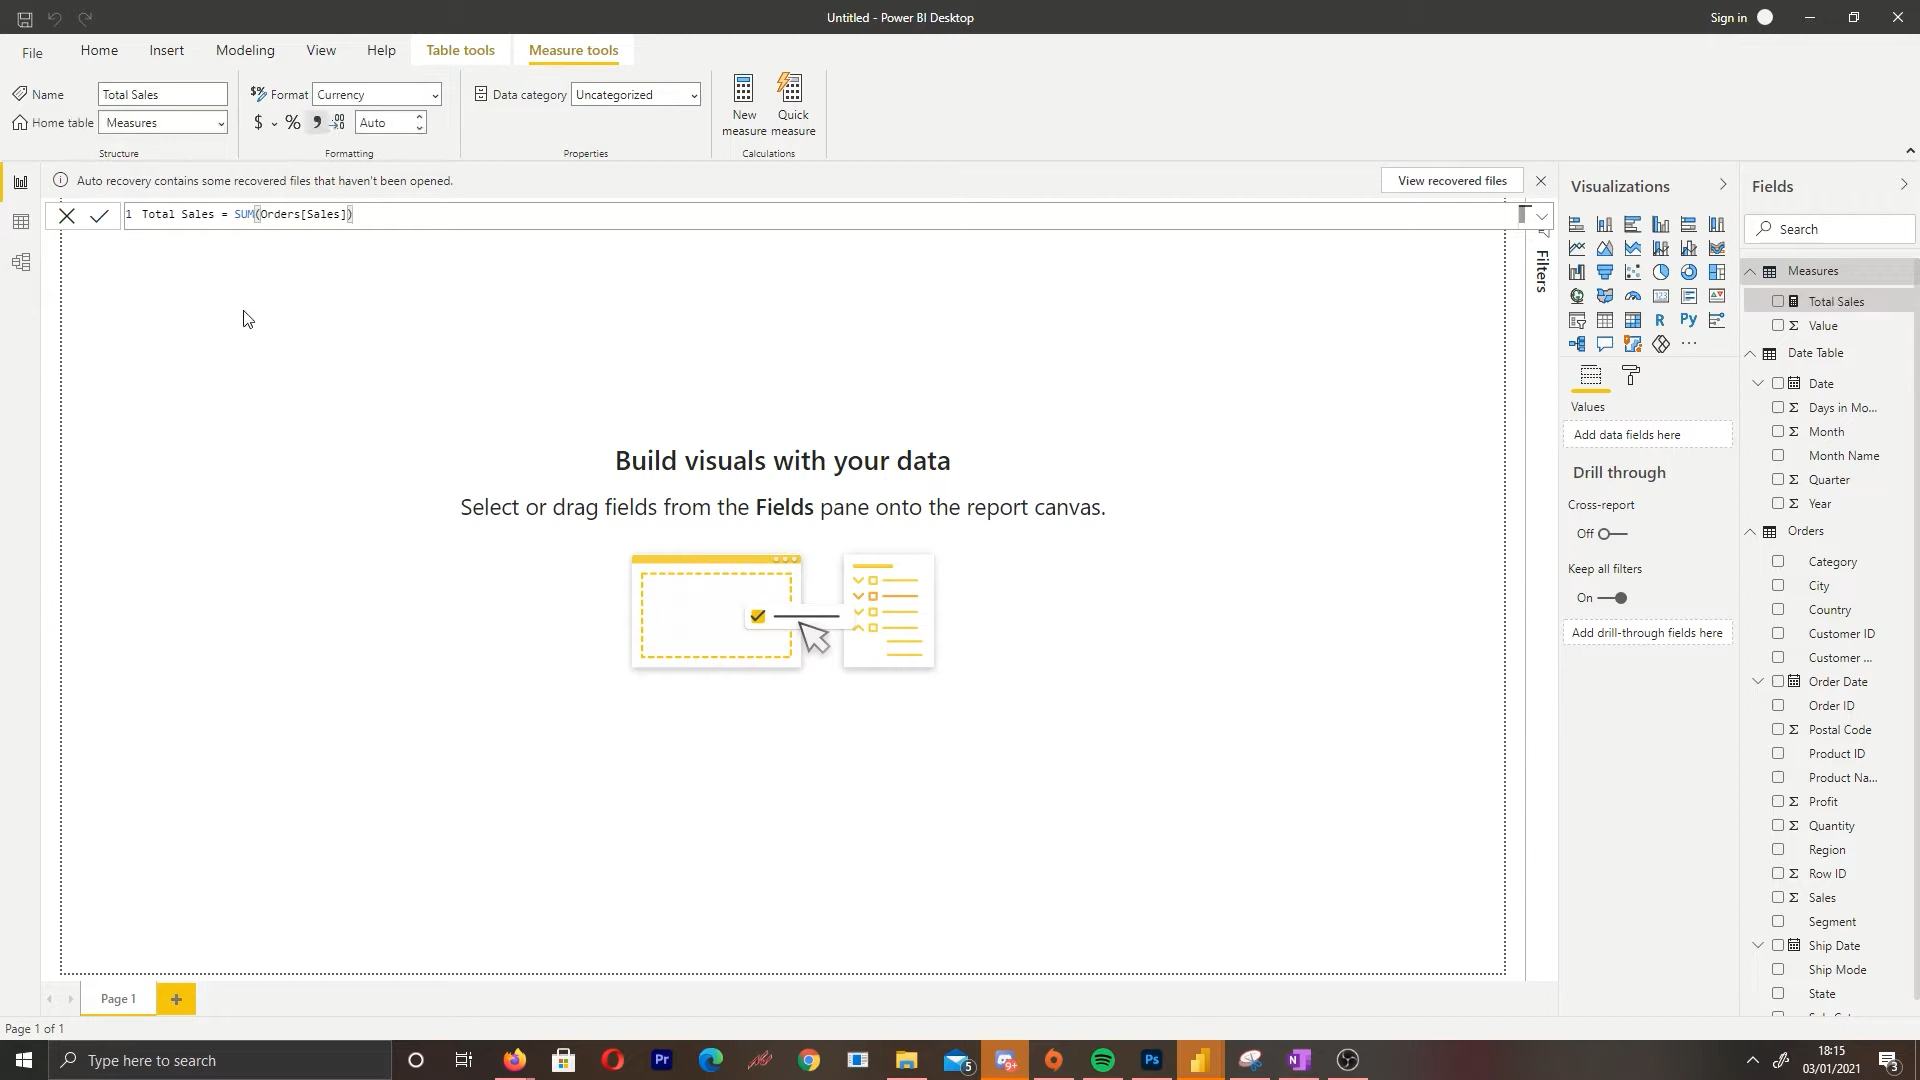 Untitled - Power BI Desktop
Sign in
File Home Insert Modeling View Help Table tools Measure tools
Name Total Sales
Home table Measures
Structure
Format Currency
$ % Auto
Formatting
Data category Uncategorized
Properties
New measure
Quick measure
Calculations
Auto recovery contains some recovered files that haven't been opened.
View recovered files
1 Total Sales = SUM(Orders[Sales])
Build visuals with your data
Select or drag fields from the Fields pane onto the report canvas.
Filters
Visualizations
R Py
123
Values
Add data fields here
Drill through
Cross-report
Off
Keep all filters
On
Add drill-through fields here
Fields
Search
Measures
Total Sales
Value
Date Table
Date
Days in Mo...
Month
Month Name
Quarter
Year
Orders
Category
City
Country
Customer ID
Customer ...
Order Date
Order ID
Postal Code
Product ID
Product Na...
Profit
Quantity
Region
Row ID
Sales
Segment
Ship Date
Ship Mode
State
Page 1
Page 1 of 1
Type here to search
Pr
5
9+
Ps
N
18:15
03/01/2021
3